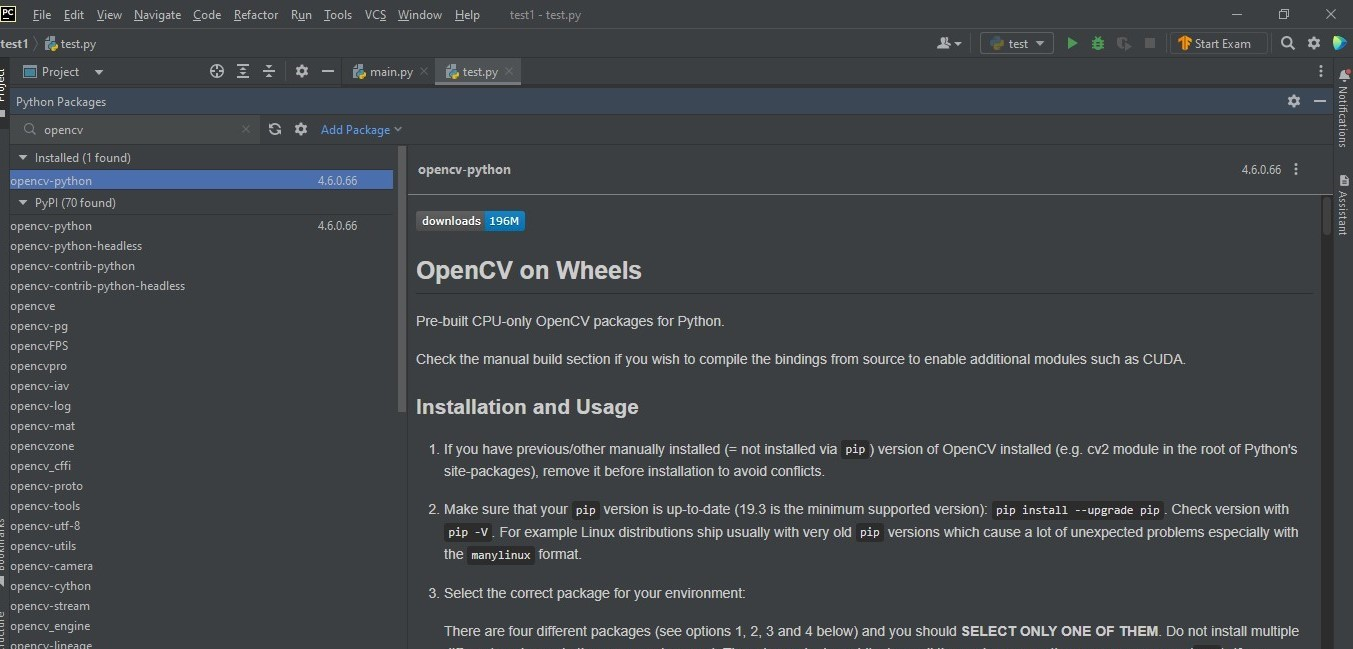 PC File Edit View Navigate Code Refactor Run Tools VCS Window Help test1 - test.py
test1 test.py test Start Exam
Project main.py test.py
Python Packages
opencv Add Package
Installed (1 found)
opencv-python 4.6.0.66
PyPI (70 found)
opencv-python 4.6.0.66
opencv-python-headless
opencv-contrib-python
opencv-contrib-python-headless
opencve
opencv-pg
opencvFPS
opencvpro
opencv-iav
opencv-log
opencv-mat
opencvzone
opencv_cffi
opencv-proto
opencv-tools
opencv-utf-8
opencv-utils
opencv-camera
opencv-cython
opencv-stream
opencv_engine
opencv-lineage
opencv-python 4.6.0.66
downloads 196M
OpenCV on Wheels
Pre-built CPU-only OpenCV packages for Python.
Check the manual build section if you wish to compile the bindings from source to enable additional modules such as CUDA.
Installation and Usage
1. If you have previous/other manually installed (= not installed via pip ) version of OpenCV installed (e.g. cv2 module in the root of Python's
site-packages), remove it before installation to avoid conflicts.
2. Make sure that your pip version is up-to-date (19.3 is the minimum supported version): pip install --upgrade pip . Check version with
pip -V . For example Linux distributions ship usually with very old pip versions which cause a lot of unexpected problems especially with
the manylinux format.
3. Select the correct package for your environment:
There are four different packages (see options 1, 2, 3 and 4 below) and you should SELECT ONLY ONE OF THEM. Do not install multiple
Notifications
Assistant